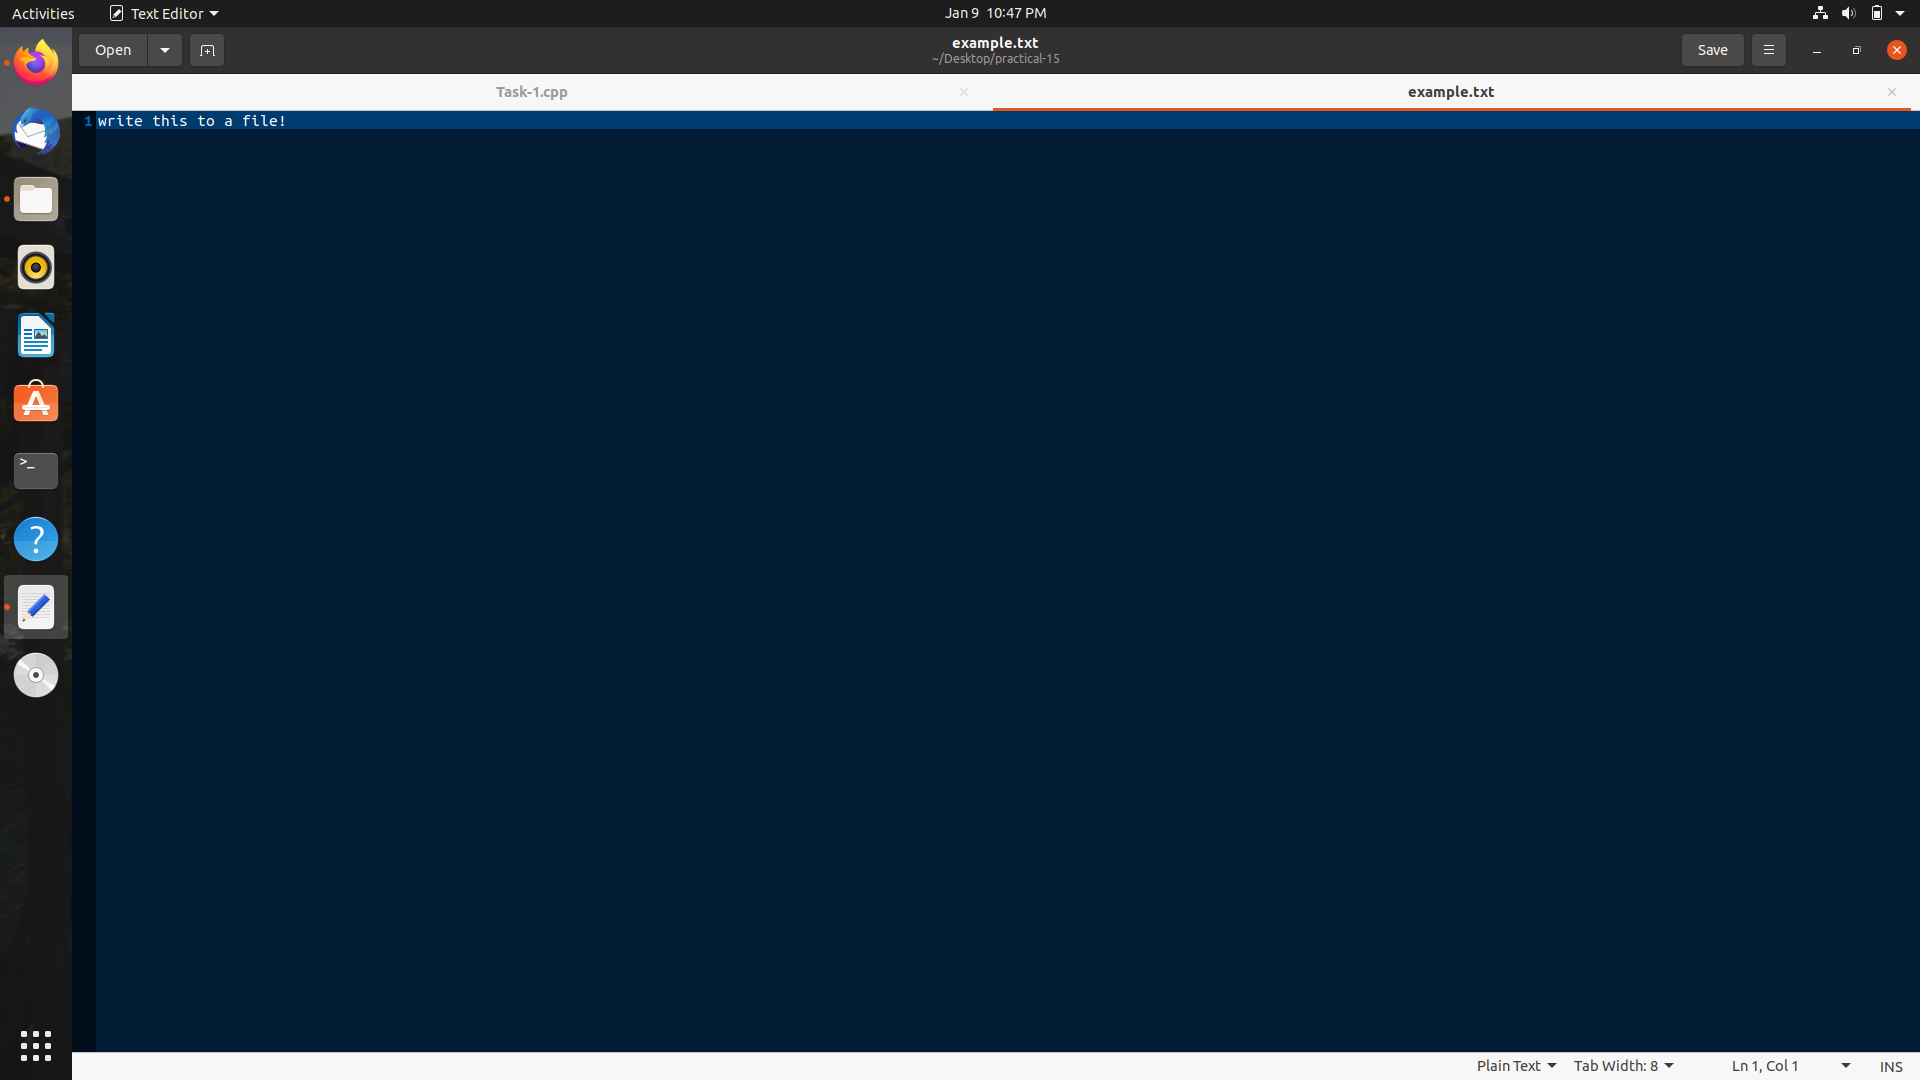 Activities
Text Editor
Jan 9 10:47 PM
Open
example.txt
~/Desktop/practical-15
Save
Task-1.cpp
example.txt
1 write this to a file!
Plain Text
Tab Width: 8
Ln 1, Col 1
INS